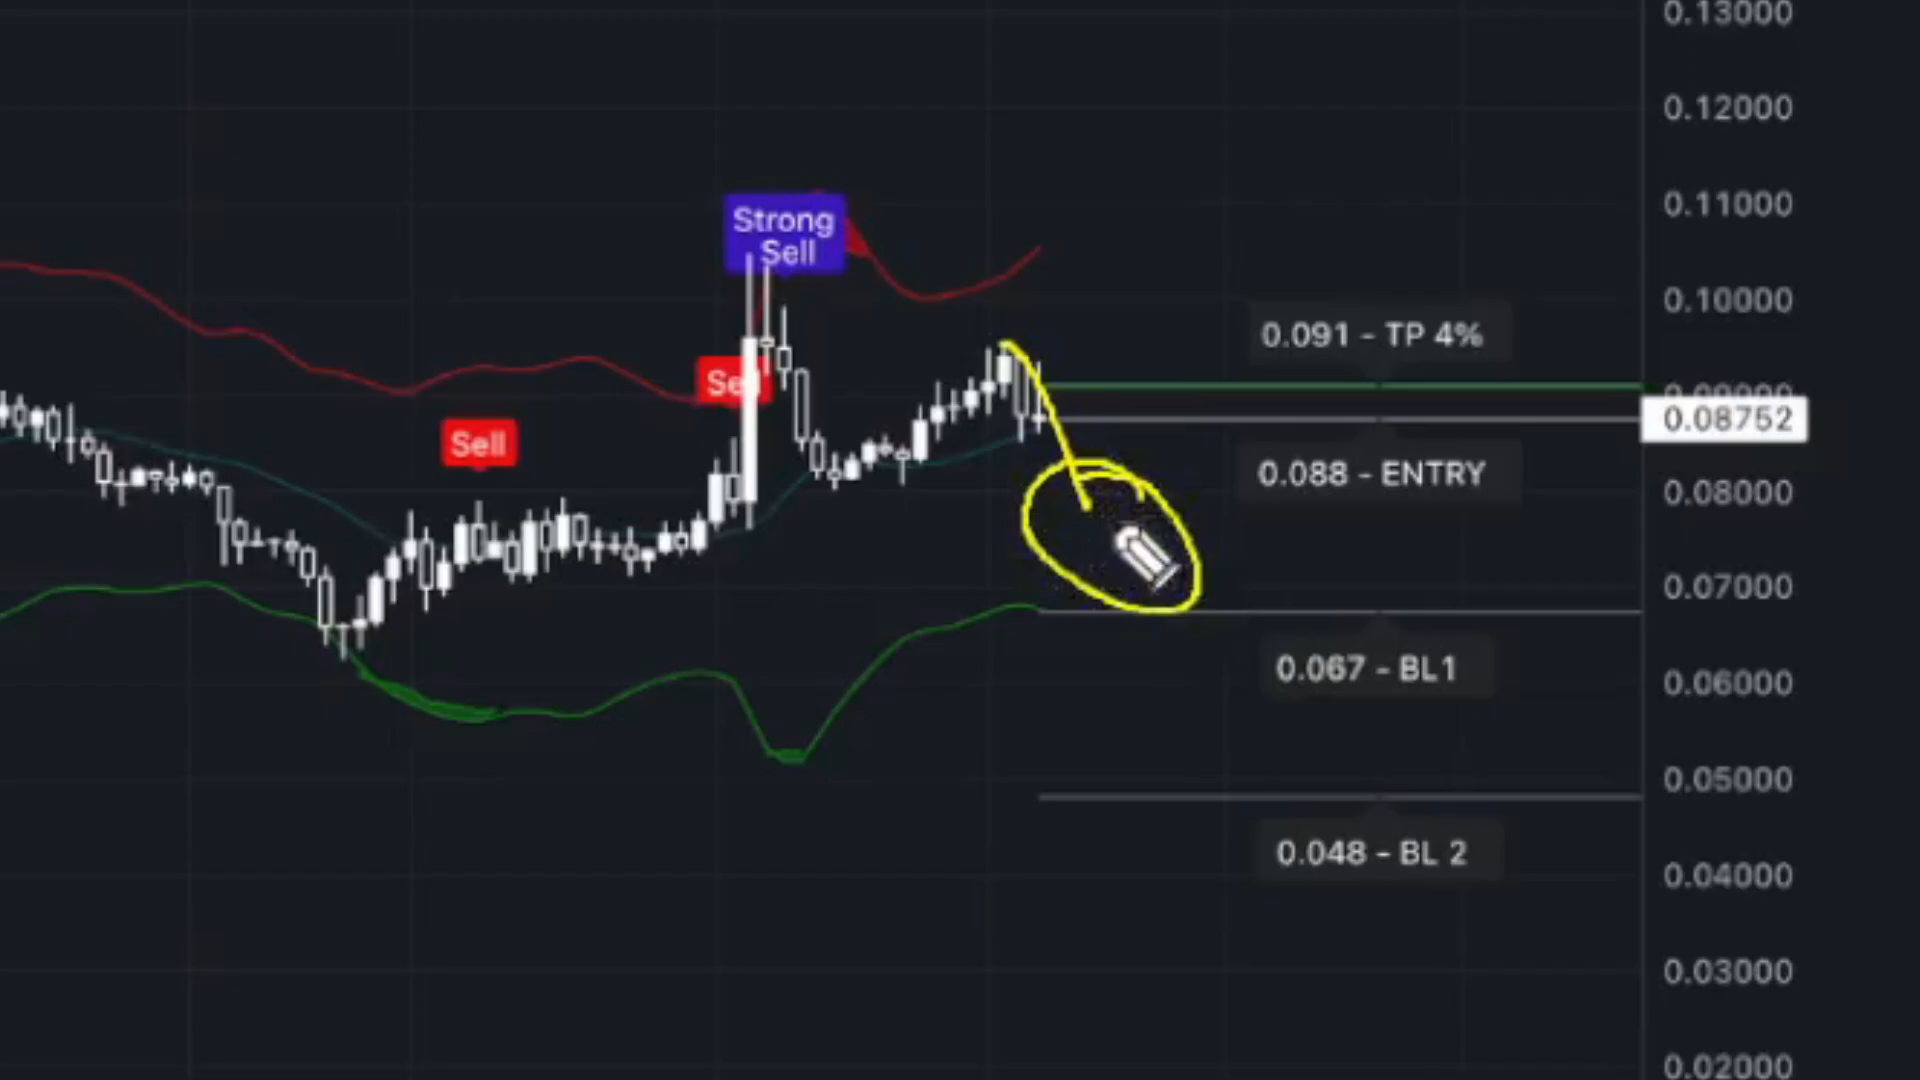 0.13000
0.12000
Strong
Sell
0.11000
0.10000
0.091 - TP 4%
Sell
0.08752
Sell
0.088 - ENTRY
0.08000
0.07000
0.067 - BL1
0.06000
0.05000
0.048 - BL 2
0.04000
0.03000
0.02000